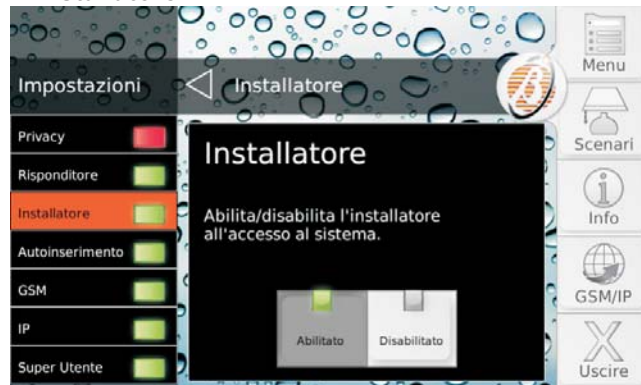 Impostazioni
Installatore
Privacy
Risponditore
Installatore
Autoinserimento
GSM
IP
Super Utente
Installatore
Abilita/disabilita l'installatore
all'accesso al sistema.
Abilitato
Disabilitato
Menu
Scenari
Info
GSM/IP
Uscire